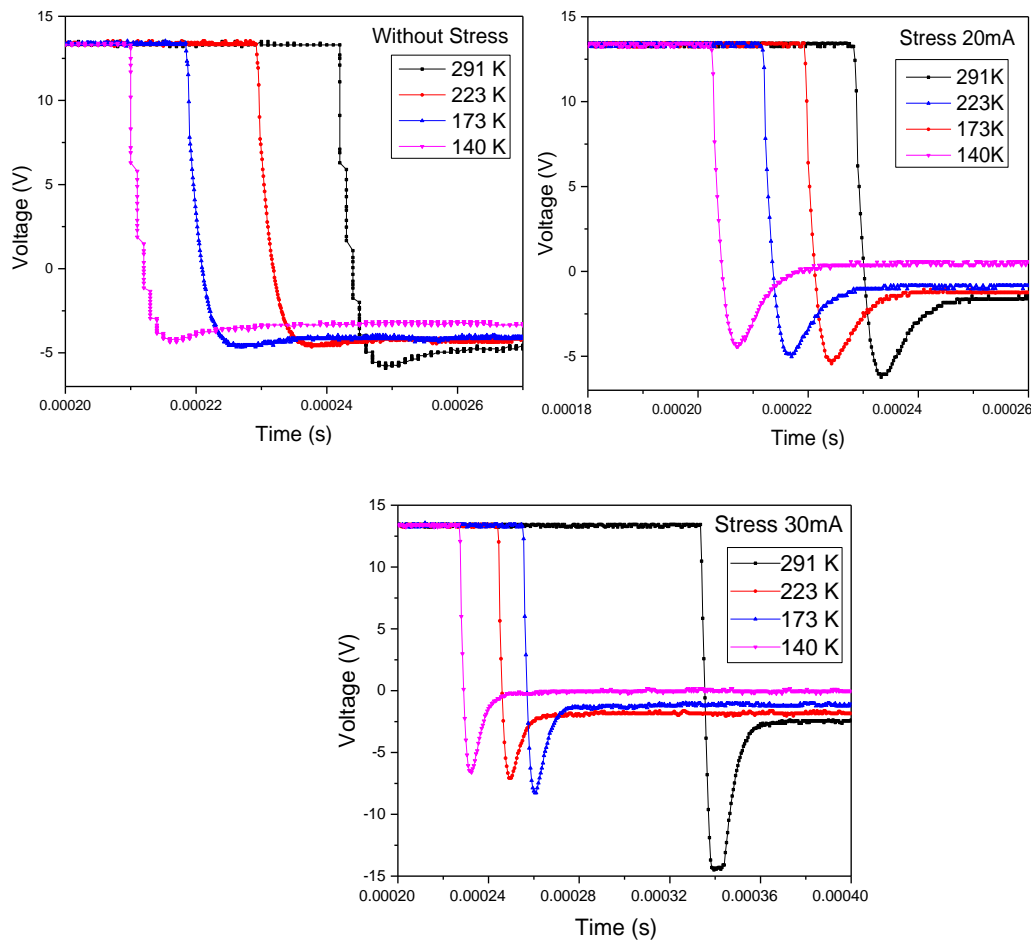 Without Stress
291 K
223 K
173 K
140 K
15
10
5
0
-5
Voltage (V)
0.00020
0.00022
0.00024
0.00026
Time (s)
Stress 20mA
291K
223K
173K
140K
15
10
5
0
-5
Voltage (V)
0.00018
0.00020
0.00022
0.00024
0.00026
Time (s)
Stress 30mA
291 K
223 K
173 K
140 K
15
10
5
0
-5
-10
-15
Voltage (V)
0.00020
0.00024
0.00028
0.00032
0.00036
0.00040
Time (s)